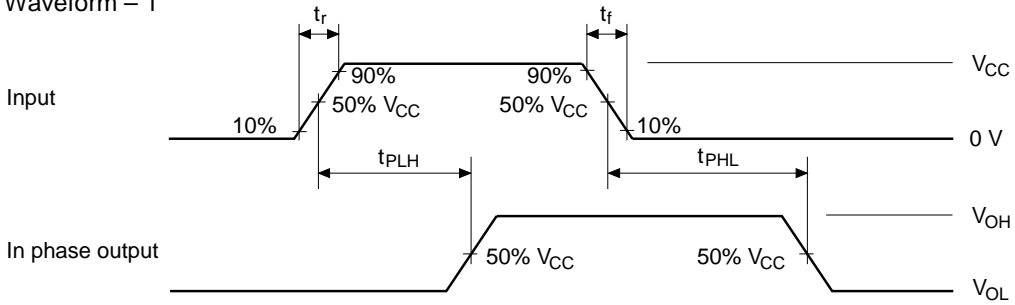 Waveform – 1
tr
tf
VCC
90%
90%
Input
50% VCC
50% VCC
10%
10%
0 V
tPLH
tPHL
VOH
In phase output
50% VCC
50% VCC
VOL